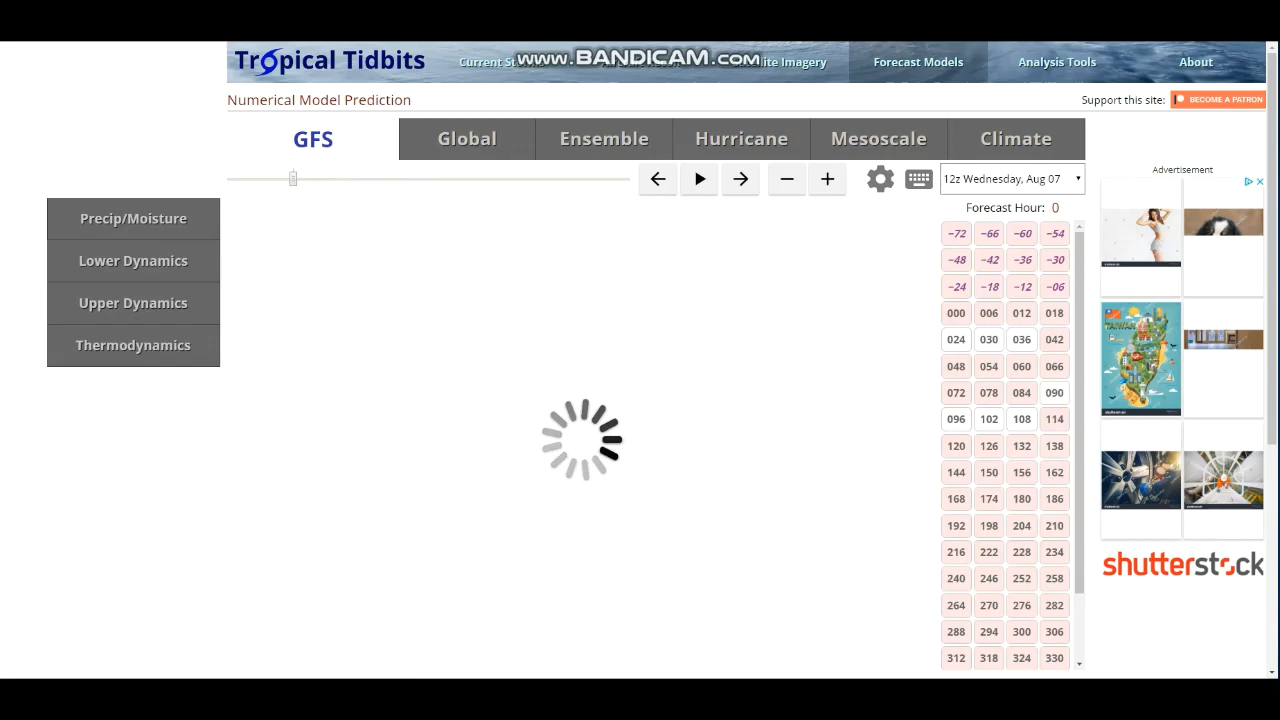 Tropical Tidbits
www.BANDICAM.com
Forecast Models
Analysis Tools
About
Numerical Model Prediction
Support this site:
BECOME A PATRON
GFS
Global
Ensemble
Hurricane
Mesoscale
Climate
12z Wednesday, Aug 07
Advertisement
Forecast Hour: 0
Precip/Moisture
Lower Dynamics
Upper Dynamics
Thermodynamics
−72 −66 −60 −54
−48 −42 −36 −30
−24 −18 −12 −06
000 006 012 018
024 030 036 042
048 054 060 066
072 078 084 090
096 102 108 114
120 126 132 138
144 150 156 162
168 174 180 186
192 198 204 210
216 222 228 234
240 246 252 258
264 270 276 282
288 294 300 306
312 318 324 330
TAIWAN
shutterstock